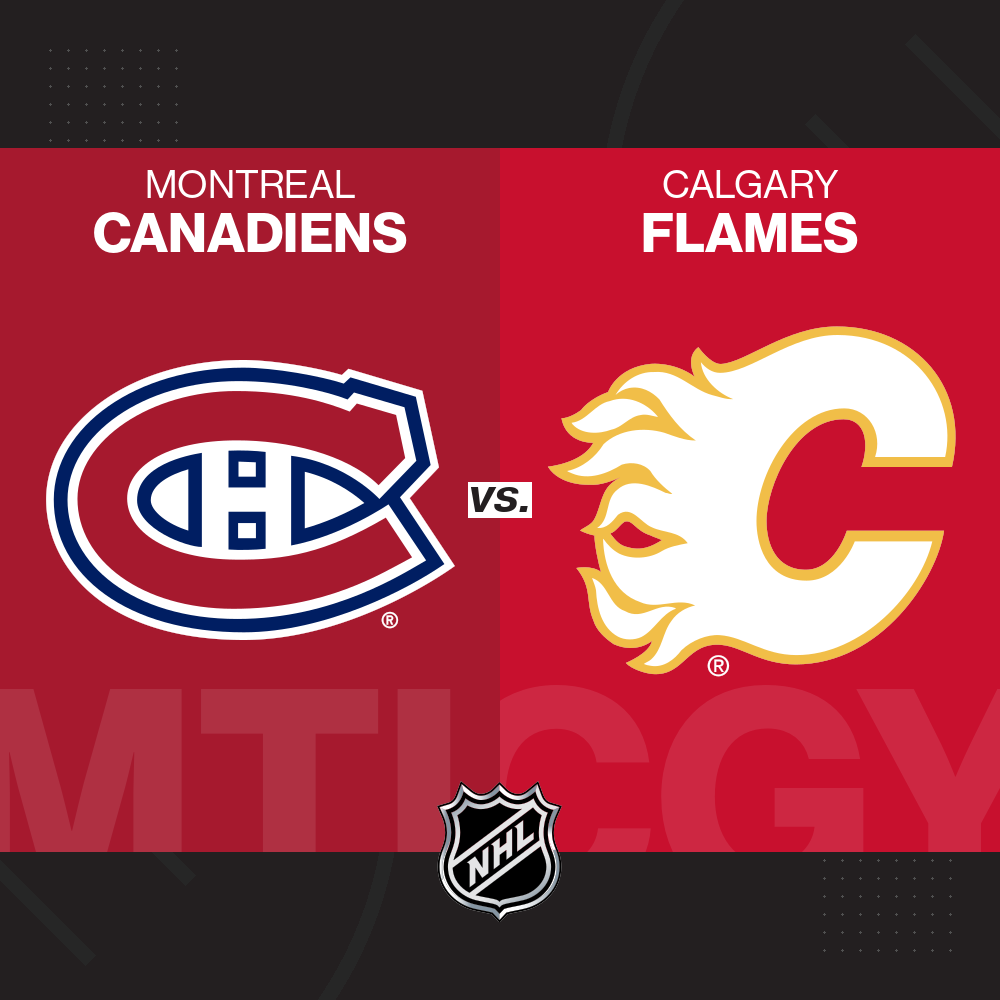 MONTREAL
CANADIENS
CALGARY
FLAMES
VS.
®
®
MTL
CGY
NHL